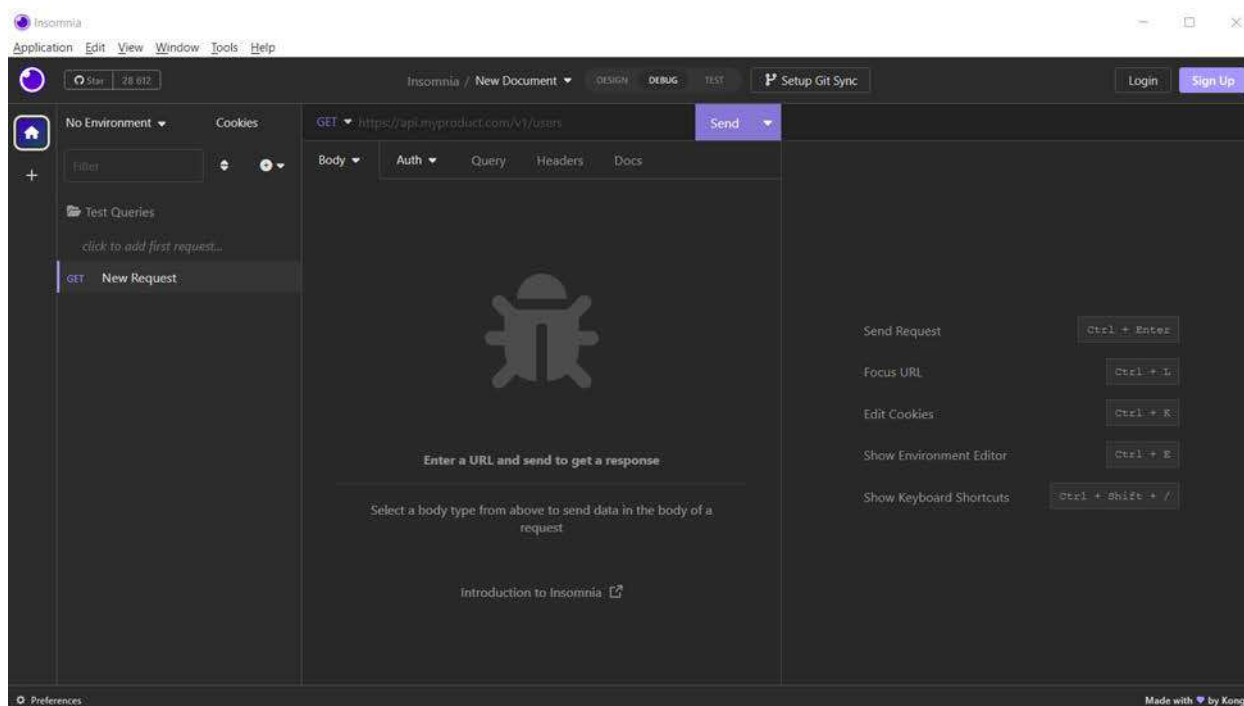 Insomnia
Application Edit View Window Tools Help
Star 28 612
Insomnia / New Document
DESIGN DEBUG TEST
Setup Git Sync
Login
Sign Up
No Environment
Cookies
GET https://api.myproduct.com/v1/users
Send
Filter
Body Auth Query Headers Docs
Test Queries
click to add first request...
GET New Request
Enter a URL and send to get a response
Select a body type from above to send data in the body of a
request
Introduction to Insomnia
Send Request Ctrl + Enter
Focus URL Ctrl + L
Edit Cookies Ctrl + K
Show Environment Editor Ctrl + E
Show Keyboard Shortcuts Ctrl + Shift + /
Preferences
Made with 💜 by Kong